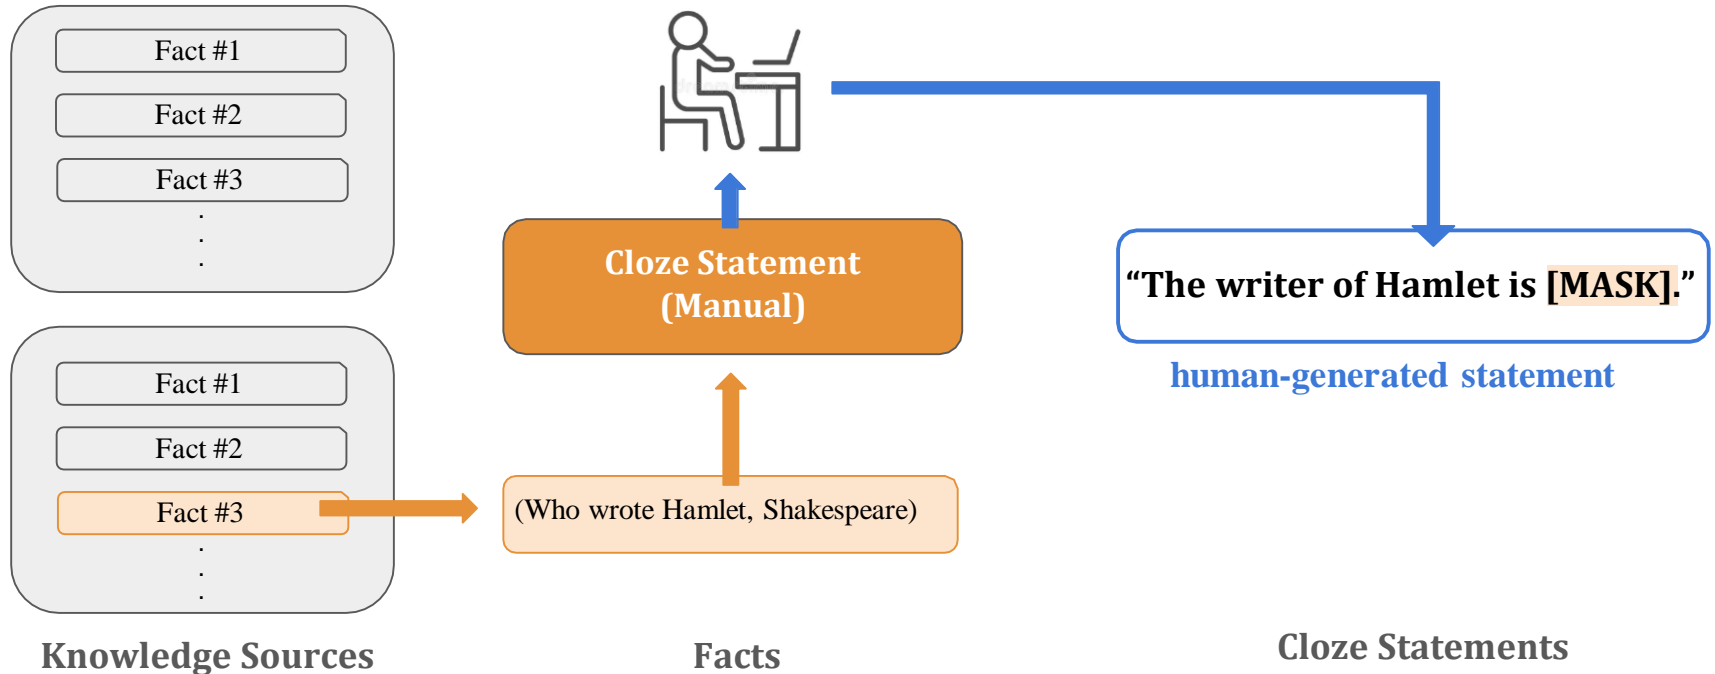 Fact #1
Fact #2
Fact #3
.
.
.
Fact #1
Fact #2
Fact #3
.
.
.
Knowledge Sources
Cloze Statement
(Manual)
(Who wrote Hamlet, Shakespeare)
Facts
“The writer of Hamlet is [MASK].”
human-generated statement
Cloze Statements